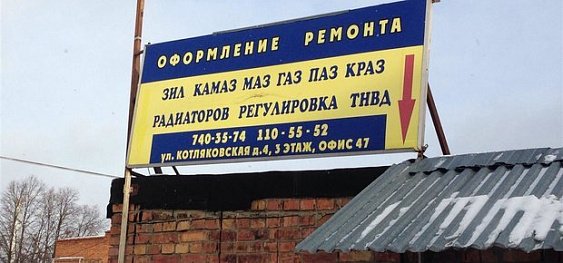 ОФОРМЛЕНИЕ РЕМОНТА
ЗИЛ КАМАЗ МАЗ ГАЗ ПАЗ КРАЗ
РАДИАТОРОВ РЕГУЛИРОВКА ТНВД
740-35-74 110-55-52
ул. КОТЛЯКОВСКАЯ д.4, 3 ЭТАЖ, ОФИС 47